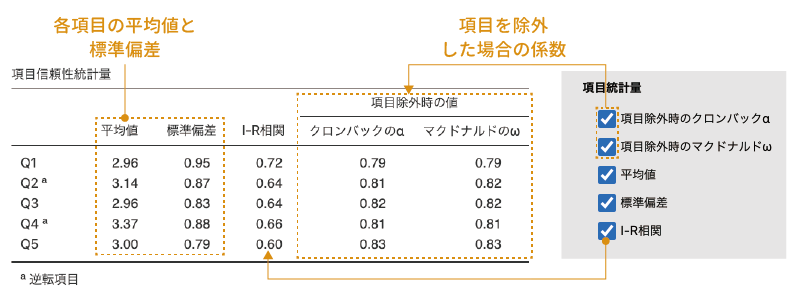 各項目の平均値と
標準偏差
項目を除外
した場合の係数
項目信頼性統計量
項目除外時の値
平均値 標準偏差 I–R相関 クロンバックのα マクドナルドのω
Q1 2.96 0.95 0.72 0.79 0.79
Q2 ª 3.14 0.87 0.64 0.81 0.82
Q3 2.96 0.83 0.64 0.82 0.82
Q4 ª 3.37 0.88 0.66 0.81 0.81
Q5 3.00 0.79 0.60 0.83 0.83
ª 逆転項目
項目統計量
項目除外時のクロンバックα
項目除外時のマクドナルドω
平均値
標準偏差
I–R相関